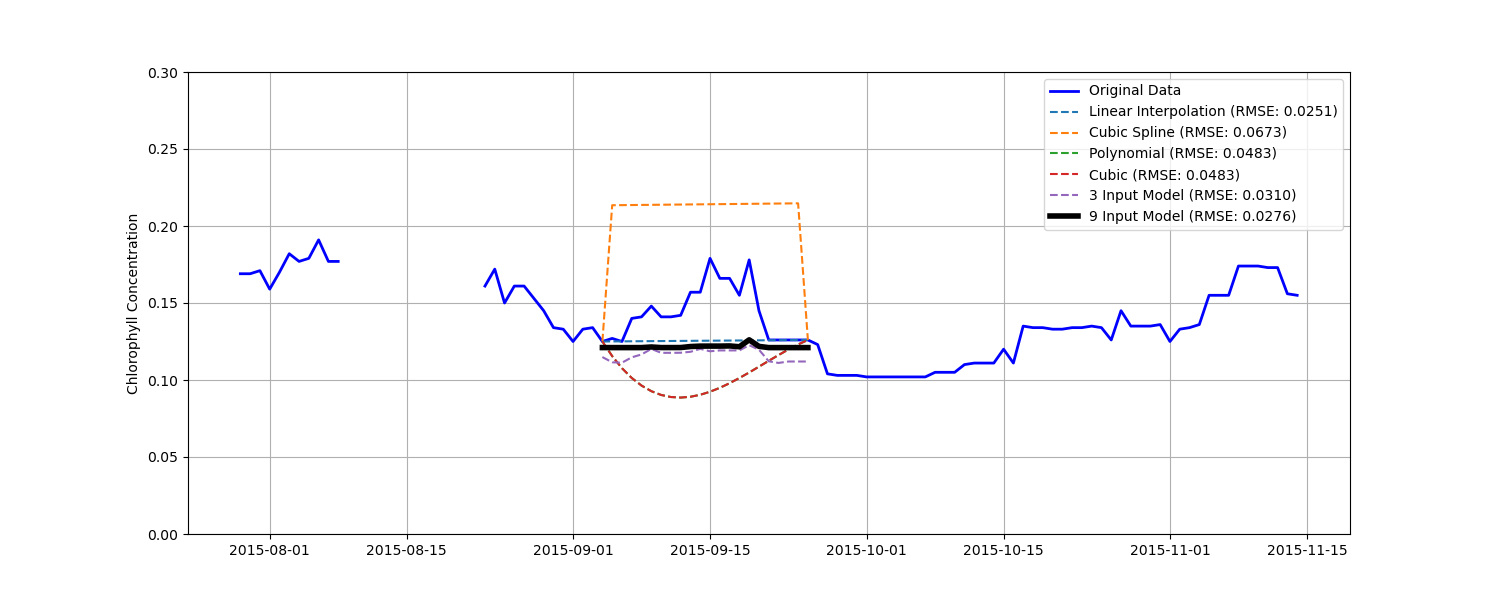 0.30
0.25
0.20
0.15
0.10
0.05
0.00
Chlorophyll Concentration
Original Data
Linear Interpolation (RMSE: 0.0251)
Cubic Spline (RMSE: 0.0673)
Polynomial (RMSE: 0.0483)
Cubic (RMSE: 0.0483)
3 Input Model (RMSE: 0.0310)
9 Input Model (RMSE: 0.0276)
2015-08-01 2015-08-15 2015-09-01 2015-09-15 2015-10-01 2015-10-15 2015-11-01 2015-11-15